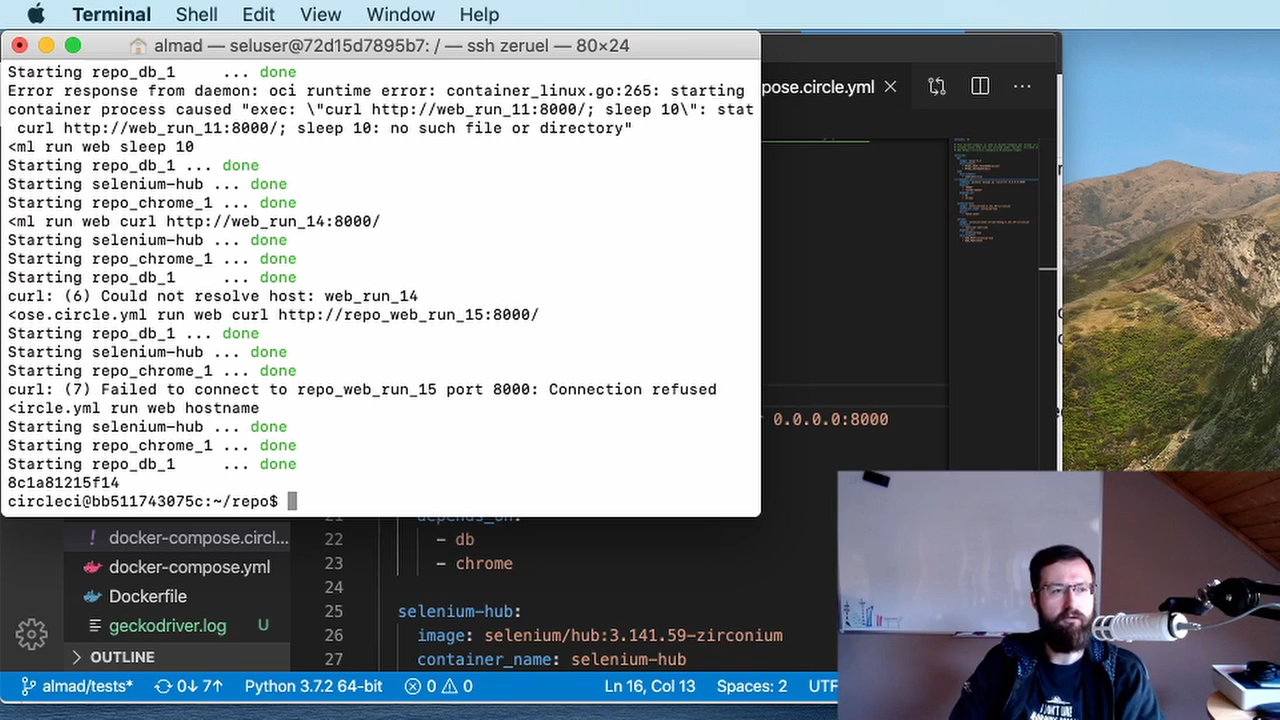 Terminal Shell Edit View Window Help
almad — seluser@72d15d7895b7: / — ssh zeruel — 80×24
Starting repo_db_1 ... done
Error response from daemon: oci runtime error: container_linux.go:265: starting
container process caused "exec: \"curl http://web_run_11:8000/; sleep 10\": stat
curl http://web_run_11:8000/; sleep 10: no such file or directory"
<ml run web sleep 10
Starting repo_db_1 ... done
Starting selenium-hub ... done
Starting repo_chrome_1 ... done
<ml run web curl http://web_run_14:8000/
Starting selenium-hub ... done
Starting repo_chrome_1 ... done
Starting repo_db_1 ... done
curl: (6) Could not resolve host: web_run_14
<ose.circle.yml run web curl http://repo_web_run_15:8000/
Starting repo_db_1 ... done
Starting selenium-hub ... done
Starting repo_chrome_1 ... done
curl: (7) Failed to connect to repo_web_run_15 port 8000: Connection refused
<ircle.yml run web hostname
Starting selenium-hub ... done
Starting repo_chrome_1 ... done
Starting repo_db_1 ... done
8c1a81215f14
circleci@bb511743075c:~/repo$
pose.circle.yml
0.0.0.0:8000
21 depends_on:
22 - db
23 - chrome
24
25 selenium-hub:
26 image: selenium/hub:3.141.59-zirconium
27 container_name: selenium-hub
! docker-compose.circl...
docker-compose.yml
Dockerfile
geckodriver.log U
OUTLINE
almad/tests* 0↓ 7↑ Python 3.7.2 64-bit 0 0 Ln 16, Col 13 Spaces: 2 UTF